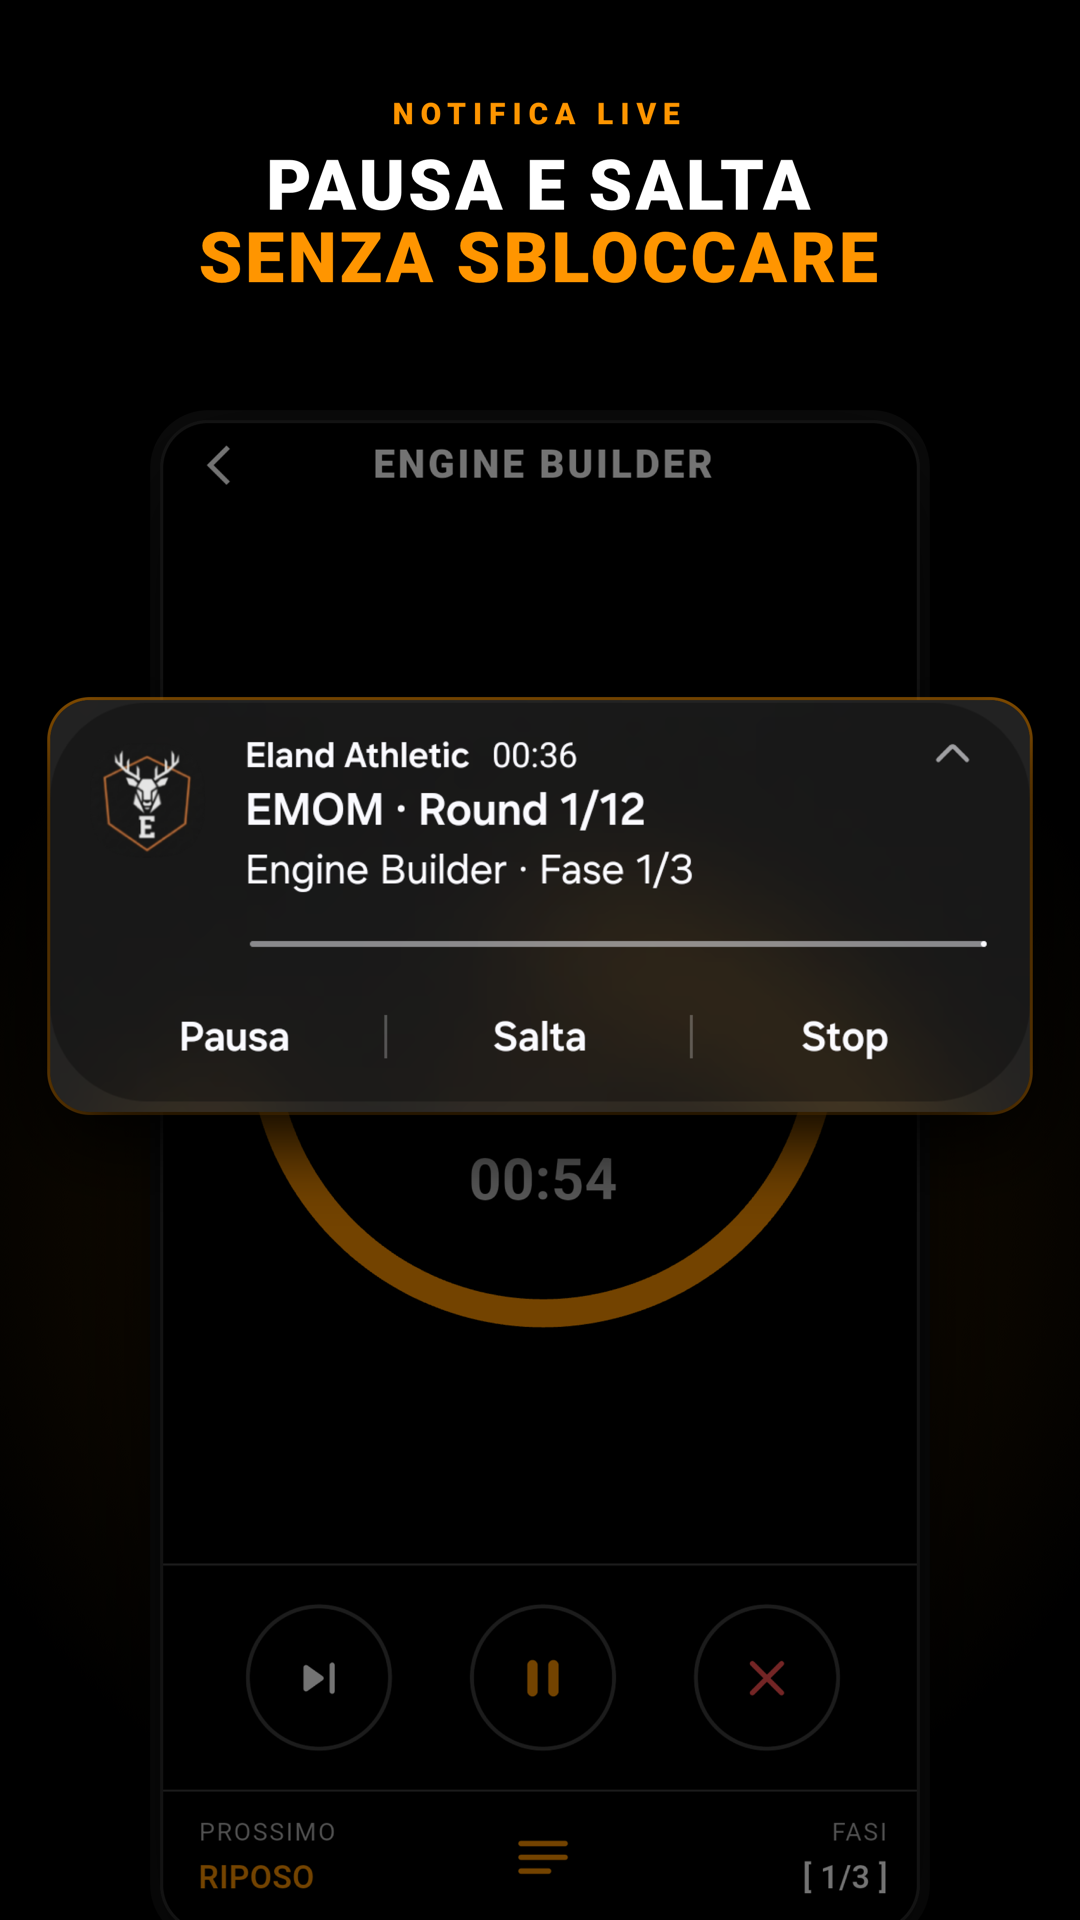 NOTIFICA LIVE
PAUSA E SALTA
SENZA SBLOCCARE
ENGINE BUILDER
Eland Athletic 00:36
EMOM · Round 1/12
Engine Builder · Fase 1/3
E
Pausa Salta Stop
00:54
PROSSIMO FASI
RIPOSO [ 1/3 ]